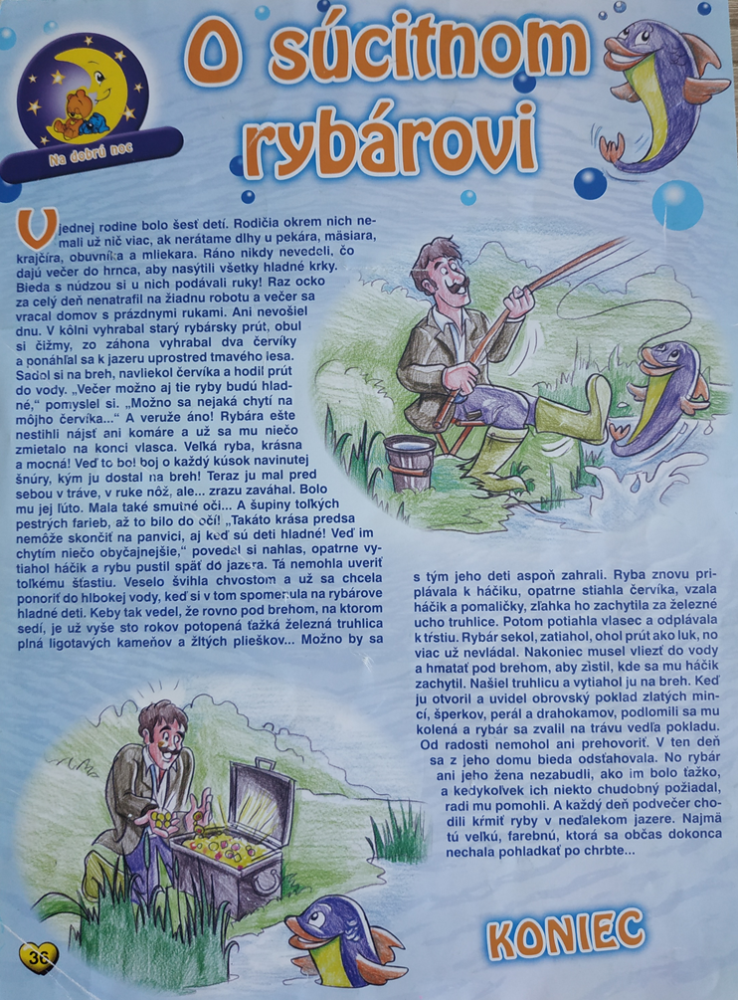 O súcitnom
rybárovi
Na dobrú noc
V jednej rodine bolo šesť detí. Rodičia okrem nich ne-
mali už nič viac, ak nerátame dlhy u pekára, mäsiara,
krajčíra, obuvníka a mliekara. Ráno nikdy nevedeli, čo
dajú večer do hrnca, aby nasýtili všetky hladné krky.
Bieda s núdzou si u nich podávali ruky! Raz ocko
za celý deň nenatrafil na žiadnu robotu a večer sa
vracal domov s prázdnymi rukami. Ani nevošiel
dnu. V kôlni vyhrabal starý rybársky prút, obul
si čižmy, zo záhona vyhrabal dva červíky
a ponáhľal sa k jazeru uprostred tmavého lesa.
Sadol si na breh, navliekol červíka a hodil prút
do vody. „Večer možno aj tie ryby budú hlad-
né,“ pomyslel si. „Možno sa nejaká chytí na
môjho červíka...“ A veruže áno! Rybára ešte
nestihli nájsť ani komáre a už sa mu niečo
zmietalo na konci vlasca. Veľká ryba, krásna
a mocná! Veď to bol boj o každý kúsok navinutej
šnúry, kým ju dostal na breh! Teraz ju mal pred
sebou v tráve, v ruke nôž, ale... zrazu zaváhal. Bolo
mu jej ľúto. Mala také smutné oči... A šupiny toľkých
pestrých farieb, až to bilo do očí! „Takáto krása predsa
nemôže skončiť na panvici, aj keď sú deti hladné! Veď im
chytím niečo obyčajnejšie,“ povedal si nahlas, opatrne vy-
tiahol háčik a rybu pustil späť do jazera. Tá nemohla uveriť
toľkému šťastiu. Veselo švihla chvostom a už sa chcela
ponoriť do hlbokej vody, keď si v tom spomenula na rybárove
hladné deti. Keby tak vedel, že rovno pod brehom, na ktorom
sedí, je už vyše sto rokov potopená ťažká železná truhlica
plná ligotavých kameňov a žltých plieškov... Možno by sa
s tým jeho deti aspoň zahrali. Ryba znovu pri-
plávala k háčiku, opatrne stiahla červíka, vzala
háčik a pomaličky, zľahka ho zachytila za železné
ucho truhlice. Potom potiahla vlasec a odplávala
k tŕstiu. Rybár sekol, zatiahol, ohol prút ako luk, no
viac už nevládal. Nakoniec musel vliezť do vody
a hmatať pod brehom, aby zistil, kde sa mu háčik
zachytil. Našiel truhlicu a vytiahol ju na breh. Keď
ju otvoril a uvidel obrovský poklad zlatých min-
cí, šperkov, perál a drahokamov, podlomili sa mu
kolená a rybár sa zvalil na trávu vedľa pokladu.
Od radosti nemohol ani prehovoriť. V ten deň
sa z jeho domu bieda odsťahovala. No rybár
ani jeho žena nezabudli, ako im bolo ťažko,
a kedykoľvek ich niekto chudobný požiadal,
radi mu pomohli. A každý deň podvečer cho-
dili kŕmiť ryby v neďalekom jazere. Najmä
tú veľkú, farebnú, ktorá sa občas dokonca
nechala pohladkať po chrbte...
KONIEC
36